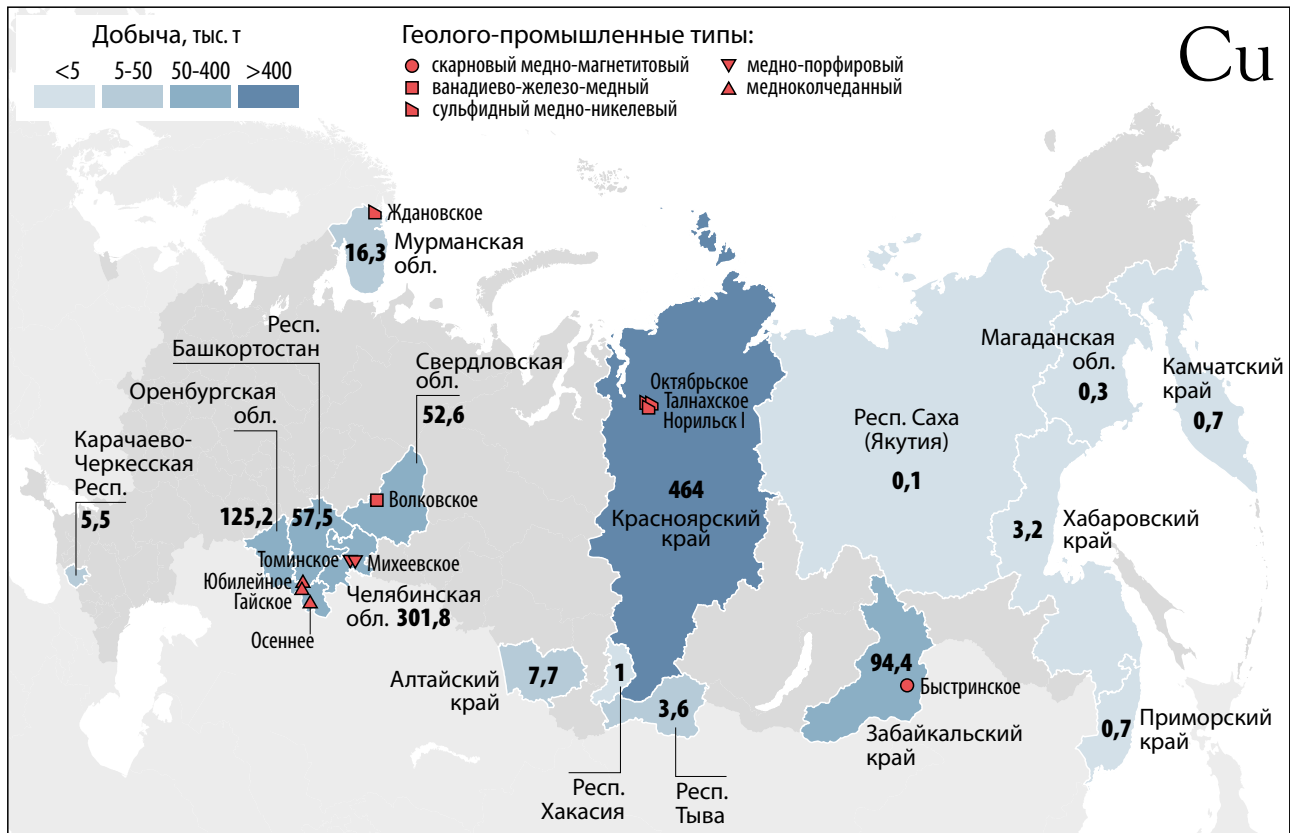 Добыча, тыс. т
<5 5-50 50-400 >400
Геолого-промышленные типы:
скарновый медно-магнетитовый
ванадиево-железо-медный
сульфидный медно-никелевый
медно-порфировый
медноколчеданный
Cu
Ждановское
16,3
Мурманская
обл.
Респ.
Башкортостан
57,5
Оренбургская
обл.
125,2
Свердловская
обл.
52,6
Карачаево-
Черкесская
Респ.
5,5
Волковское
Томинское
Михеевское
Юбилейное
Гайское
Осеннее
Челябинская
обл. 301,8
Октябрьское
Талнахское
Норильск I
464
Красноярский
край
Респ. Саха
(Якутия)
0,1
Магаданская
обл.
0,3
Камчатский
край
0,7
3,2
Хабаровский
край
Алтайский
край
7,7
1
Респ.
Хакасия
3,6
Респ.
Тыва
94,4
Быстринское
Забайкальский
край
0,7
Приморский
край